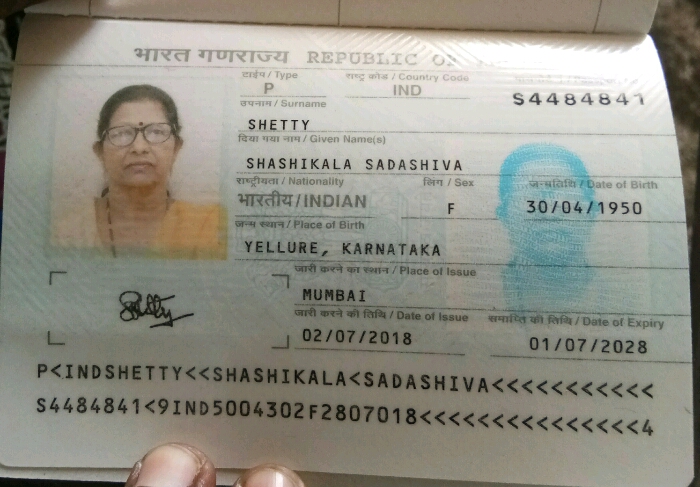 भारत गणराज्य REPUBLIC OF
टाईप / Type राष्ट्र कोड / Country Code
P IND S4484841
उपनाम / Surname
SHETTY
दिया गया नाम / Given Name(s)
SHASHIKALA SADASHIVA
राष्ट्रीयता / Nationality लिंग / Sex जन्मतिथि / Date of Birth
भारतीय/INDIAN F 30/04/1950
जन्म स्थान / Place of Birth
YELLURE, KARNATAKA
जारी करने का स्थान / Place of Issue
MUMBAI
जारी करने की तिथि / Date of Issue समाप्ति की तिथि / Date of Expiry
02/07/2018 01/07/2028
P<INDSHETTY<<SHASHIKALA<SADASHIVA<<<<<<<<<<<
S4484841<9IND5004302F2807018<<<<<<<<<<<<<<<4